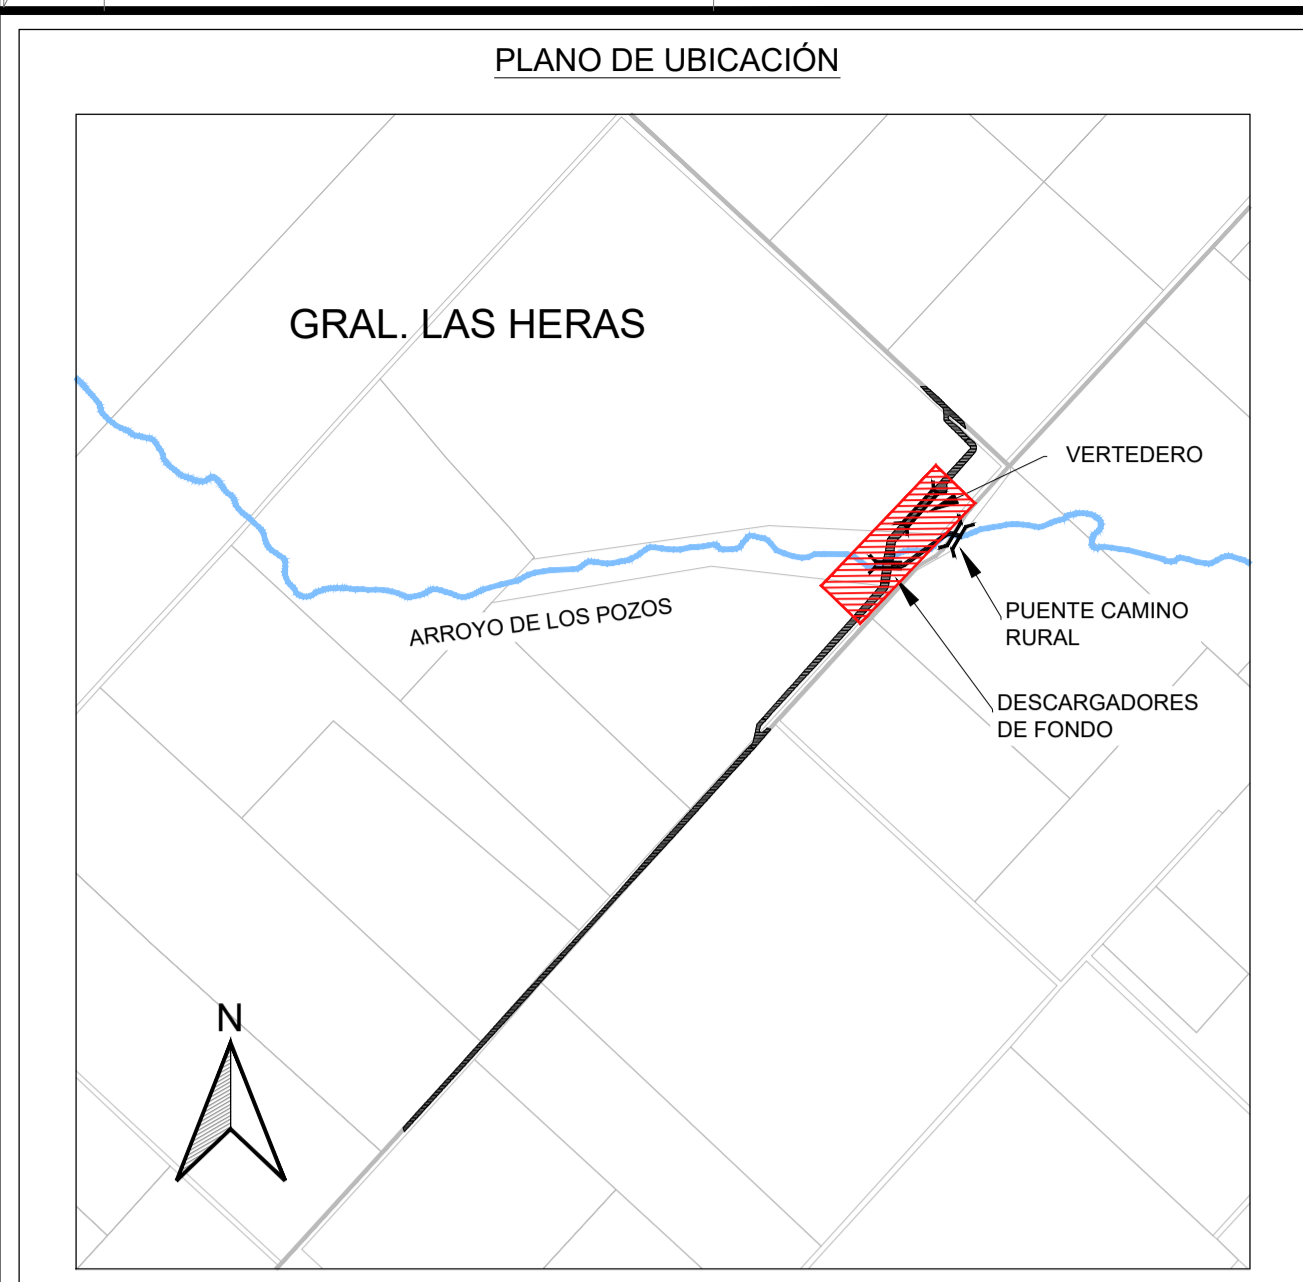 PLANO DE UBICACIÓN
GRAL. LAS HERAS
VERTEDERO
ARROYO DE LOS POZOS
PUENTE CAMINO
RURAL
DESCARGADORES
DE FONDO
N